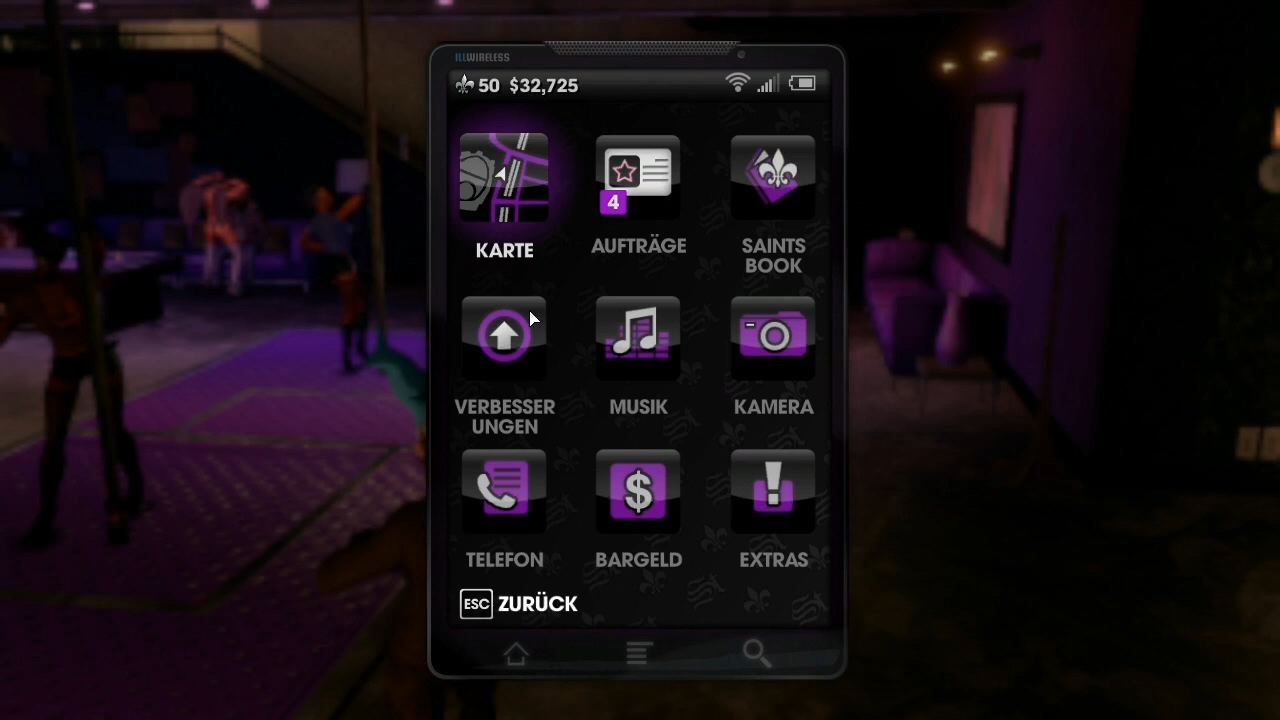 ILLWIRELESS
50 $32,725
4
KARTE
AUFTRÄGE
SAINTS
BOOK
VERBESSER
UNGEN
MUSIK
KAMERA
TELEFON
BARGELD
EXTRAS
ESC ZURÜCK